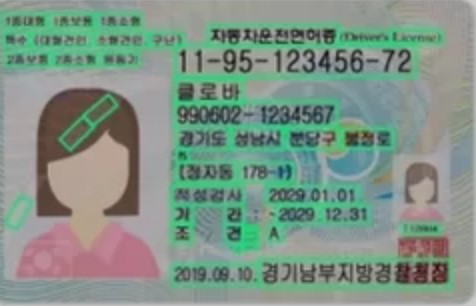 1종대형 1종보통 1종소형
특수 (대형견인, 소형견인, 구난)
2종보통 2종소형 원동기
자동차운전면허증 (Driver's License)
11-95-123456-72
클로바
990602-1234567
경기도 성남시 분당구 불정로
6
(정자동 178-1)
적성검사 2029.01.01
기 간 : ~2029.12.31
조 건 : A
2019.09.10. 경기남부지방경찰청장